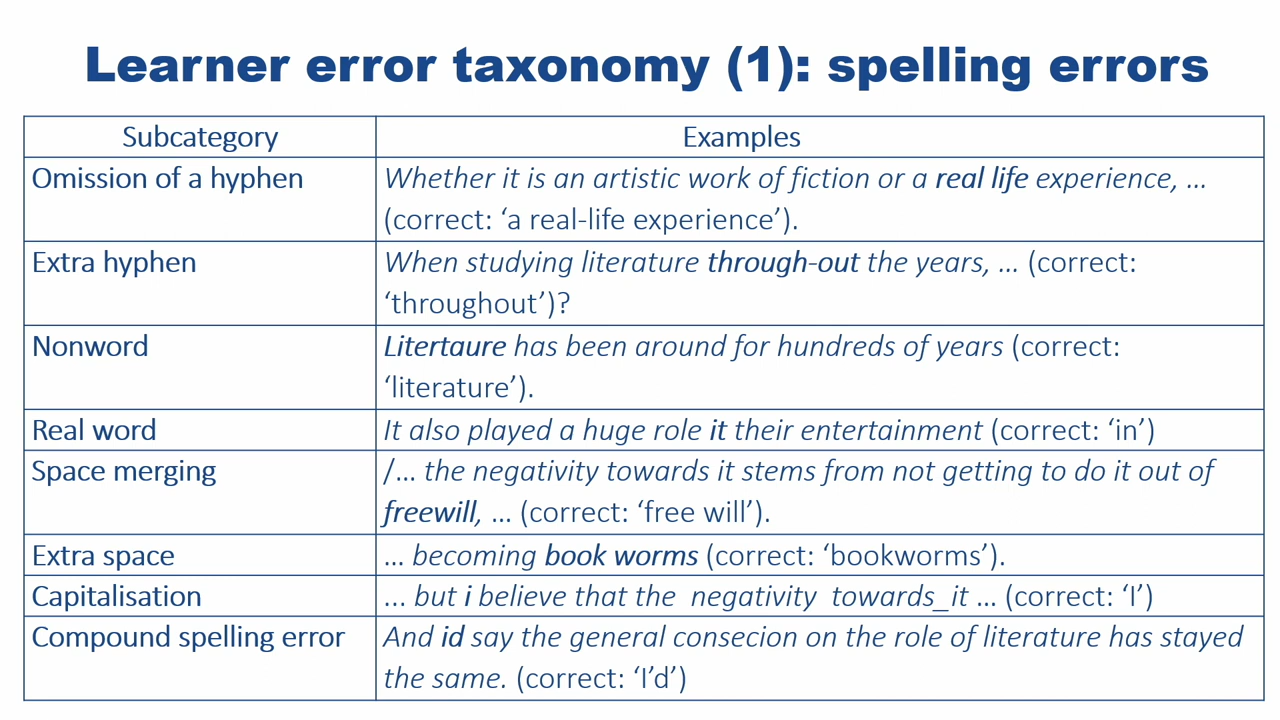 Learner error taxonomy (1): spelling errors
Subcategory
Examples
Omission of a hyphen
Whether it is an artistic work of fiction or a real life experience, …
(correct: ‘a real-life experience’).
Extra hyphen
When studying literature through-out the years, … (correct:
‘throughout’)?
Nonword
Litertaure has been around for hundreds of years (correct:
‘literature’).
Real word
It also played a huge role it their entertainment (correct: ‘in’)
Space merging
/… the negativity towards it stems from not getting to do it out of
freewill, … (correct: ‘free will’).
Extra space
… becoming book worms (correct: ‘bookworms’).
Capitalisation
... but i believe that the  negativity  towards_it … (correct: ‘I’)
Compound spelling error
And id say the general consecion on the role of literature has stayed
the same. (correct: ‘I’d’)